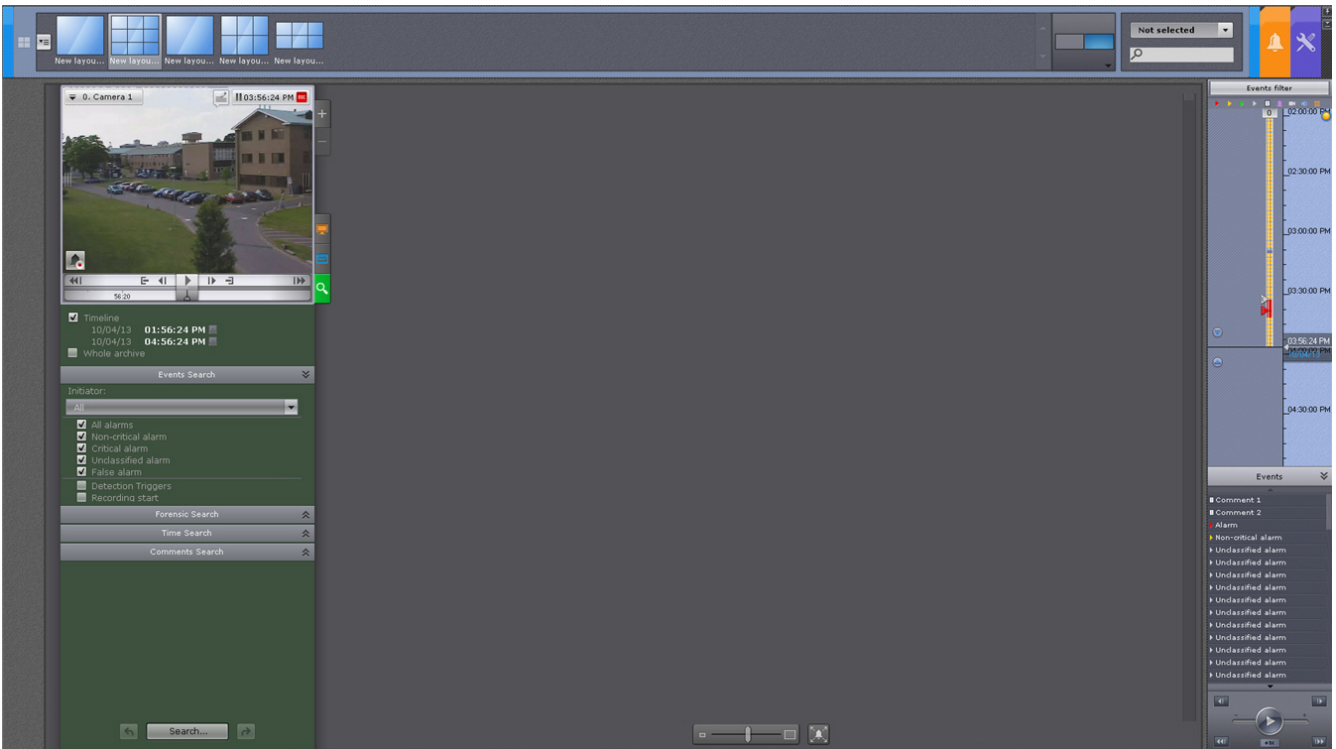 New layou... New layou... New layou... New layou... New layou...
Not selected
0. Camera 1
03:56:24 PM
REC
56:20
Timeline
10/04/13 01:56:24 PM
10/04/13 04:56:24 PM
Whole archive
Events Search
Initiator:
All
All alarms
Non-critical alarm
Critical alarm
Unclassified alarm
False alarm
Detection Triggers
Recording start
Forensic Search
Time Search
Comments Search
Search...
Events filter
0
02:00:00 PM
02:30:00 PM
03:00:00 PM
03:30:00 PM
03:56:24 PM
10/04/13
04:30:00 PM
Events
Comment 1
Comment 2
Alarm
Non-critical alarm
Unclassified alarm
Unclassified alarm
Unclassified alarm
Unclassified alarm
Unclassified alarm
Unclassified alarm
Unclassified alarm
Unclassified alarm
Unclassified alarm
Unclassified alarm
Unclassified alarm